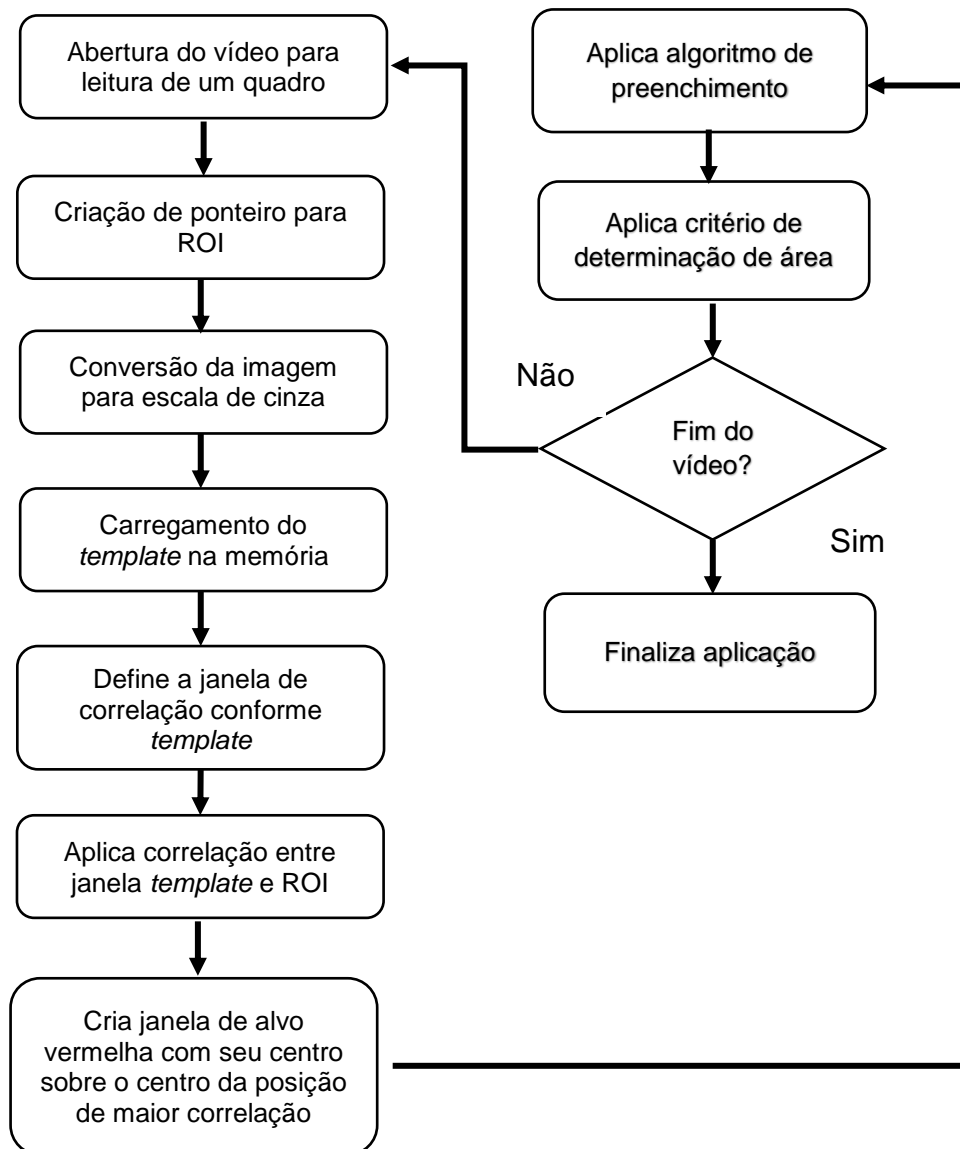 Abertura do vídeo para
leitura de um quadro
Criação de ponteiro para
ROI
Conversão da imagem
para escala de cinza
Carregamento do
template na memória
Define a janela de
correlação conforme
template
Aplica correlação entre
janela template e ROI
Cria janela de alvo
vermelha com seu centro
sobre o centro da posição
de maior correlação
Aplica algoritmo de
preenchimento
Aplica critério de
determinação de área
Não
Fim do
vídeo?
Sim
Finaliza aplicação